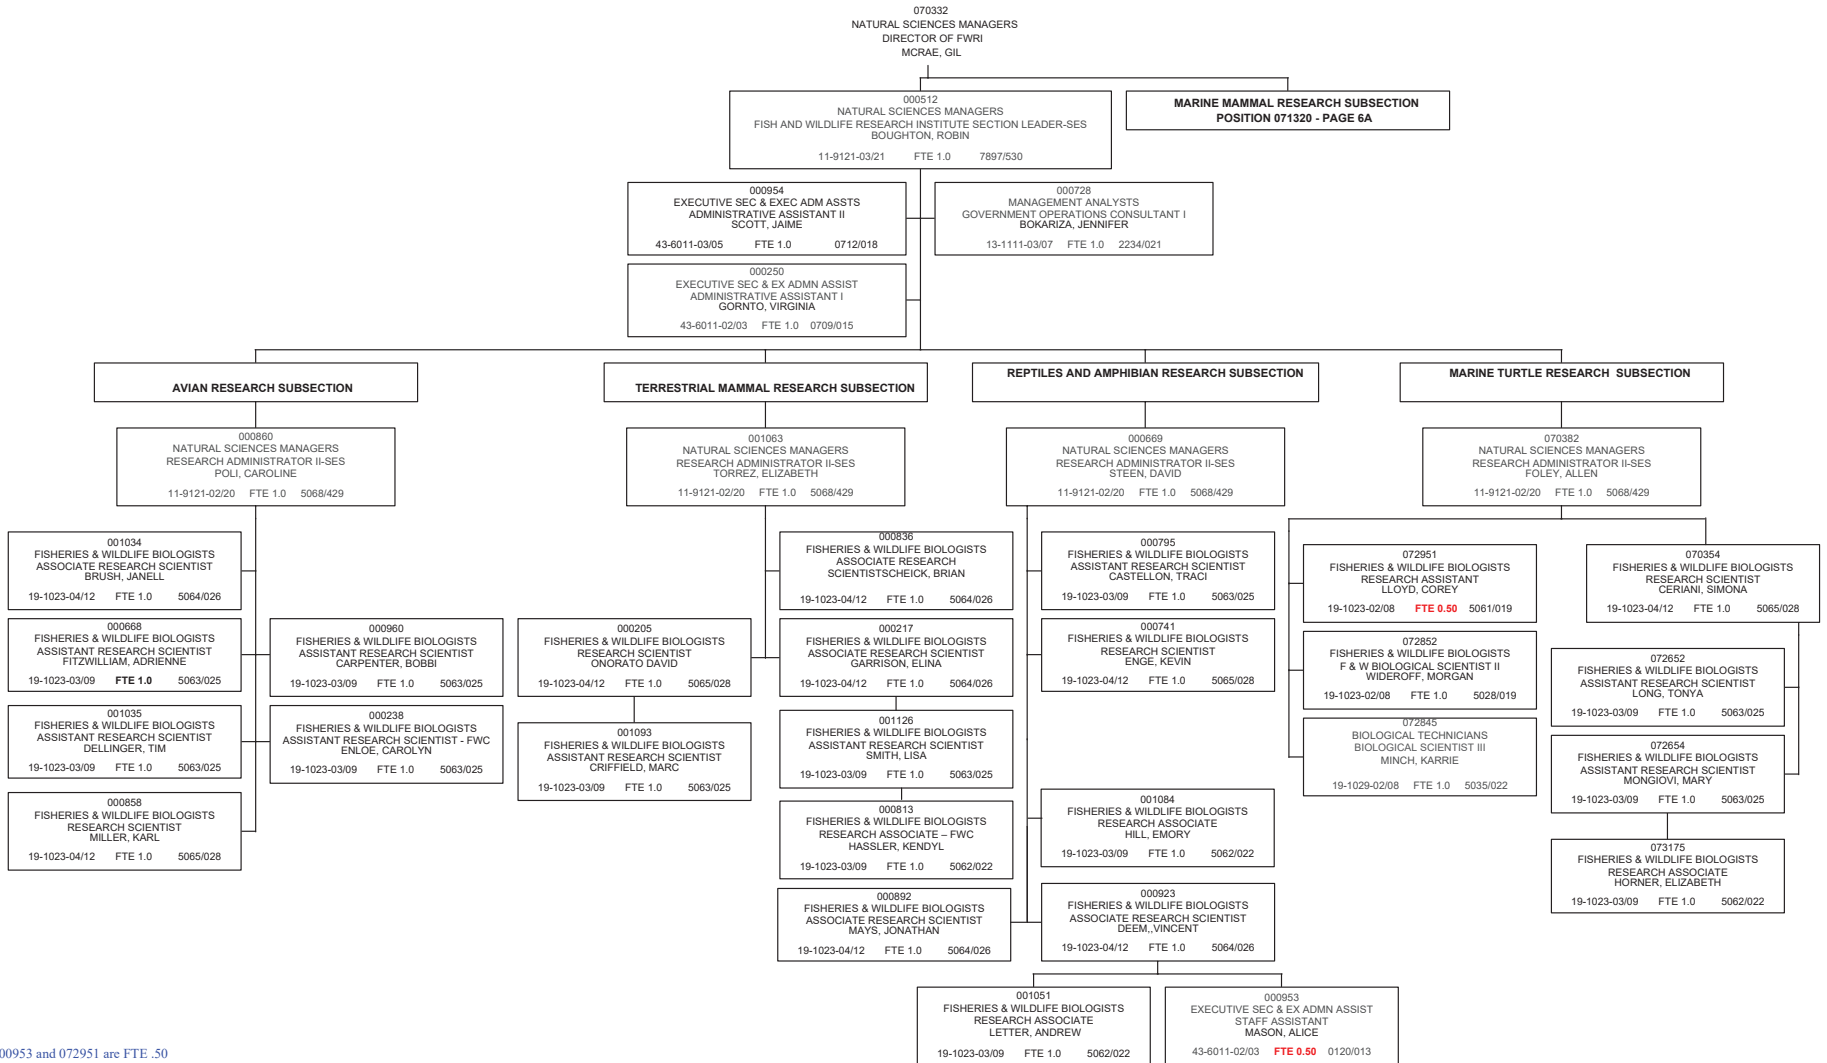 070332
NATURAL SCIENCES MANAGERS
DIRECTOR OF FWRI
MCRAE, GIL
000512
NATURAL SCIENCES MANAGERS
FISH AND WILDLIFE RESEARCH INSTITUTE SECTION LEADER-SES
BOUGHTON, ROBIN
11-9121-03/21 FTE 1.0 7897/530
MARINE MAMMAL RESEARCH SUBSECTION
POSITION 071320 - PAGE 6A
000954
EXECUTIVE SEC & EXEC ADM ASSTS
ADMINISTRATIVE ASSISTANT II
SCOTT, JAIME
43-6011-03/05 FTE 1.0 0712/018
000728
MANAGEMENT ANALYSTS
GOVERNMENT OPERATIONS CONSULTANT I
BOKARIZA, JENNIFER
13-1111-03/07 FTE 1.0 2234/021
000250
EXECUTIVE SEC & EX ADMN ASSIST
ADMINISTRATIVE ASSISTANT I
GORNTO, VIRGINIA
43-6011-02/03 FTE 1.0 0709/015
AVIAN RESEARCH SUBSECTION
TERRESTRIAL MAMMAL RESEARCH SUBSECTION
REPTILES AND AMPHIBIAN RESEARCH SUBSECTION
MARINE TURTLE RESEARCH SUBSECTION
000860
NATURAL SCIENCES MANAGERS
RESEARCH ADMINISTRATOR II-SES
POLI, CAROLINE
11-9121-02/20 FTE 1.0 5068/429
001063
NATURAL SCIENCES MANAGERS
RESEARCH ADMINISTRATOR II-SES
TORREZ, ELIZABETH
11-9121-02/20 FTE 1.0 5068/429
000669
NATURAL SCIENCES MANAGERS
RESEARCH ADMINISTRATOR II-SES
STEEN, DAVID
11-9121-02/20 FTE 1.0 5068/429
070382
NATURAL SCIENCES MANAGERS
RESEARCH ADMINISTRATOR II-SES
FOLEY, ALLEN
11-9121-02/20 FTE 1.0 5068/429
001034
FISHERIES & WILDLIFE BIOLOGISTS
ASSOCIATE RESEARCH SCIENTIST
BRUSH, JANELL
19-1023-04/12 FTE 1.0 5064/026
000668
FISHERIES & WILDLIFE BIOLOGISTS
ASSISTANT RESEARCH SCIENTIST
FITZWILLIAM, ADRIENNE
19-1023-03/09 FTE 1.0 5063/025
000960
FISHERIES & WILDLIFE BIOLOGISTS
ASSISTANT RESEARCH SCIENTIST
CARPENTER, BOBBI
19-1023-03/09 FTE 1.0 5063/025
001035
FISHERIES & WILDLIFE BIOLOGISTS
ASSISTANT RESEARCH SCIENTIST
DELLINGER, TIM
19-1023-03/09 FTE 1.0 5063/025
000238
FISHERIES & WILDLIFE BIOLOGISTS
ASSISTANT RESEARCH SCIENTIST - FWC
ENLOE, CAROLYN
19-1023-03/09 FTE 1.0 5063/025
000858
FISHERIES & WILDLIFE BIOLOGISTS
RESEARCH SCIENTIST
MILLER, KARL
19-1023-04/12 FTE 1.0 5065/028
000836
FISHERIES & WILDLIFE BIOLOGISTS
ASSOCIATE RESEARCH
SCIENTISTSCHEICK, BRIAN
19-1023-04/12 FTE 1.0 5064/026
000205
FISHERIES & WILDLIFE BIOLOGISTS
RESEARCH SCIENTIST
ONORATO DAVID
19-1023-04/12 FTE 1.0 5065/028
000217
FISHERIES & WILDLIFE BIOLOGISTS
ASSOCIATE RESEARCH SCIENTIST
GARRISON, ELINA
19-1023-04/12 FTE 1.0 5064/026
001093
FISHERIES & WILDLIFE BIOLOGISTS
ASSISTANT RESEARCH SCIENTIST
CRIFFIELD, MARC
19-1023-03/09 FTE 1.0 5063/025
001126
FISHERIES & WILDLIFE BIOLOGISTS
ASSISTANT RESEARCH SCIENTIST
SMITH, LISA
19-1023-03/09 FTE 1.0 5063/025
000813
FISHERIES & WILDLIFE BIOLOGISTS
RESEARCH ASSOCIATE – FWC
HASSLER, KENDYL
19-1023-03/09 FTE 1.0 5062/022
000892
FISHERIES & WILDLIFE BIOLOGISTS
ASSOCIATE RESEARCH SCIENTIST
MAYS, JONATHAN
19-1023-04/12 FTE 1.0 5064/026
000795
FISHERIES & WILDLIFE BIOLOGISTS
ASSISTANT RESEARCH SCIENTIST
CASTELLON, TRACI
19-1023-03/09 FTE 1.0 5063/025
000741
FISHERIES & WILDLIFE BIOLOGISTS
RESEARCH SCIENTIST
ENGE, KEVIN
19-1023-04/12 FTE 1.0 5065/028
001084
FISHERIES & WILDLIFE BIOLOGISTS
RESEARCH ASSOCIATE
HILL, EMORY
19-1023-03/09 FTE 1.0 5062/022
000923
FISHERIES & WILDLIFE BIOLOGISTS
ASSOCIATE RESEARCH SCIENTIST
DEEM,,VINCENT
19-1023-04/12 FTE 1.0 5064/026
001051
FISHERIES & WILDLIFE BIOLOGISTS
RESEARCH ASSOCIATE
LETTER, ANDREW
19-1023-03/09 FTE 1.0 5062/022
000953
EXECUTIVE SEC & EX ADMN ASSIST
STAFF ASSISTANT
MASON, ALICE
43-6011-02/03 FTE 0.50 0120/013
072951
FISHERIES & WILDLIFE BIOLOGISTS
RESEARCH ASSISTANT
LLOYD, COREY
19-1023-02/08 FTE 0.50 5061/019
072852
FISHERIES & WILDLIFE BIOLOGISTS
F & W BIOLOGICAL SCIENTIST II
WIDEROFF, MORGAN
19-1023-02/08 FTE 1.0 5028/019
072845
BIOLOGICAL TECHNICIANS
BIOLOGICAL SCIENTIST III
MINCH, KARRIE
19-1029-02/08 FTE 1.0 5035/022
070354
FISHERIES & WILDLIFE BIOLOGISTS
RESEARCH SCIENTIST
CERIANI, SIMONA
19-1023-04/12 FTE 1.0 5065/028
072652
FISHERIES & WILDLIFE BIOLOGISTS
ASSISTANT RESEARCH SCIENTIST
LONG, TONYA
19-1023-03/09 FTE 1.0 5063/025
072654
FISHERIES & WILDLIFE BIOLOGISTS
ASSISTANT RESEARCH SCIENTIST
MONGIOVI, MARY
19-1023-03/09 FTE 1.0 5063/025
073175
FISHERIES & WILDLIFE BIOLOGISTS
RESEARCH ASSOCIATE
HORNER, ELIZABETH
19-1023-03/09 FTE 1.0 5062/022
00953 and 072951 are FTE .50